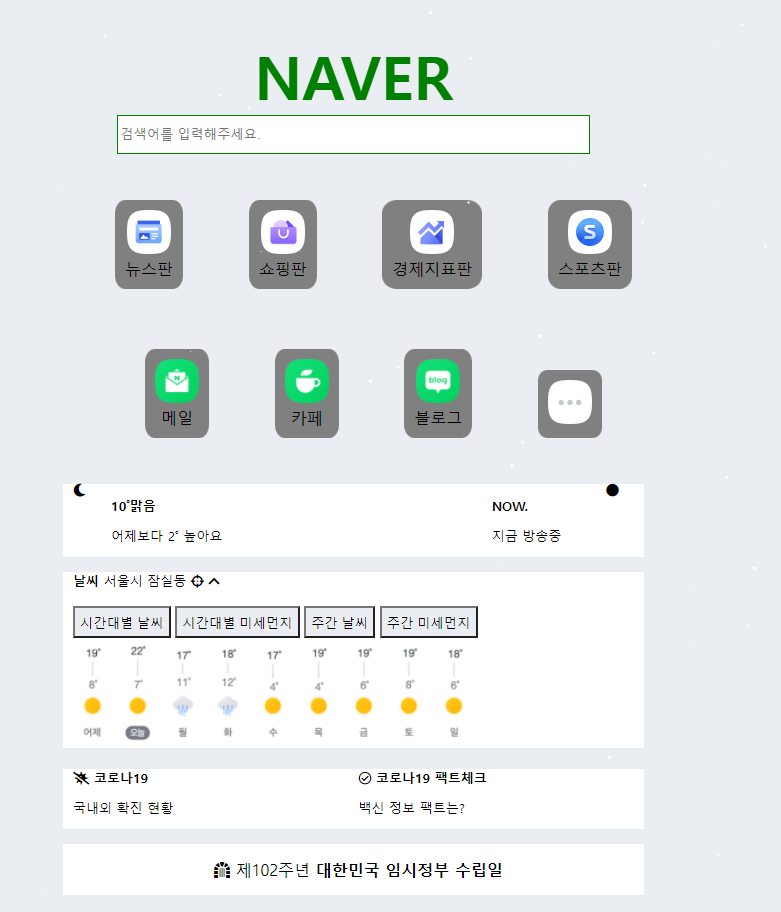 NAVER
검색어를 입력해주세요.
뉴스판 쇼핑판 경제지표판 스포츠판
N
S
blog
메일 카페 블로그
10°맑음 NOW.
어제보다 2° 높아요 지금 방송중
날씨 서울시 잠실동
시간대별 날씨 시간대별 미세먼지 주간 날씨 주간 미세먼지
19° 22° 17° 18° 17° 19° 19° 19° 18°
8° 7° 11° 12° 4° 4° 6° 8° 6°
어제 오늘 월 화 수 목 금 토 일
코로나19 코로나19 팩트체크
국내외 확진 현황 백신 정보 팩트는?
제102주년 대한민국 임시정부 수립일